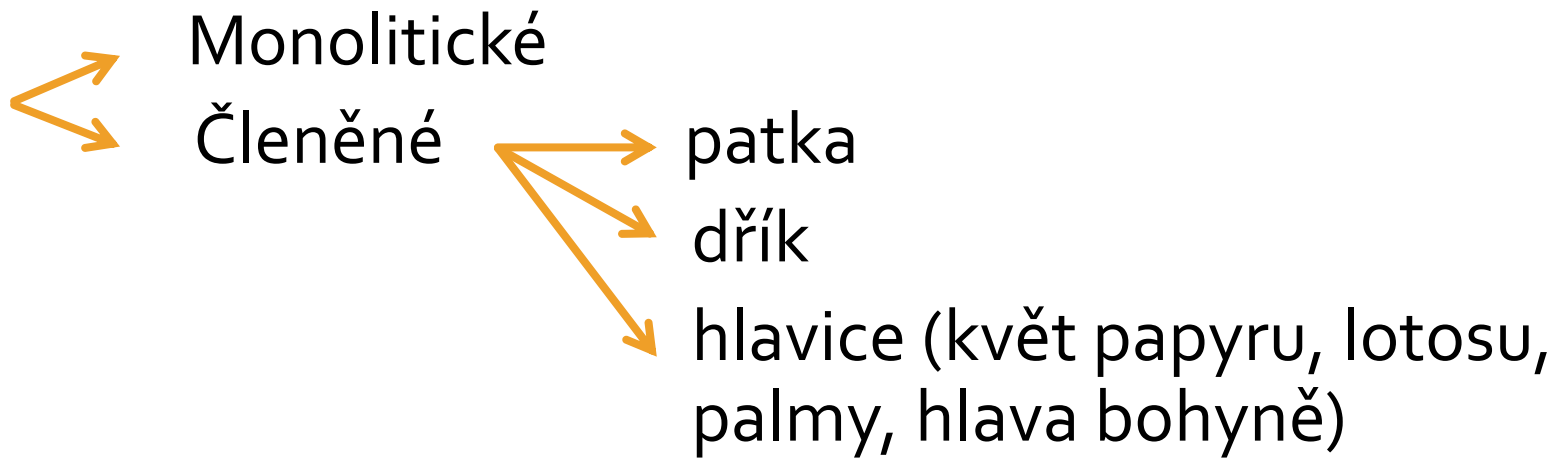 Monolitické
Členěné
patka
dřík
hlavice (květ papyru, lotosu,
palmy, hlava bohyně)